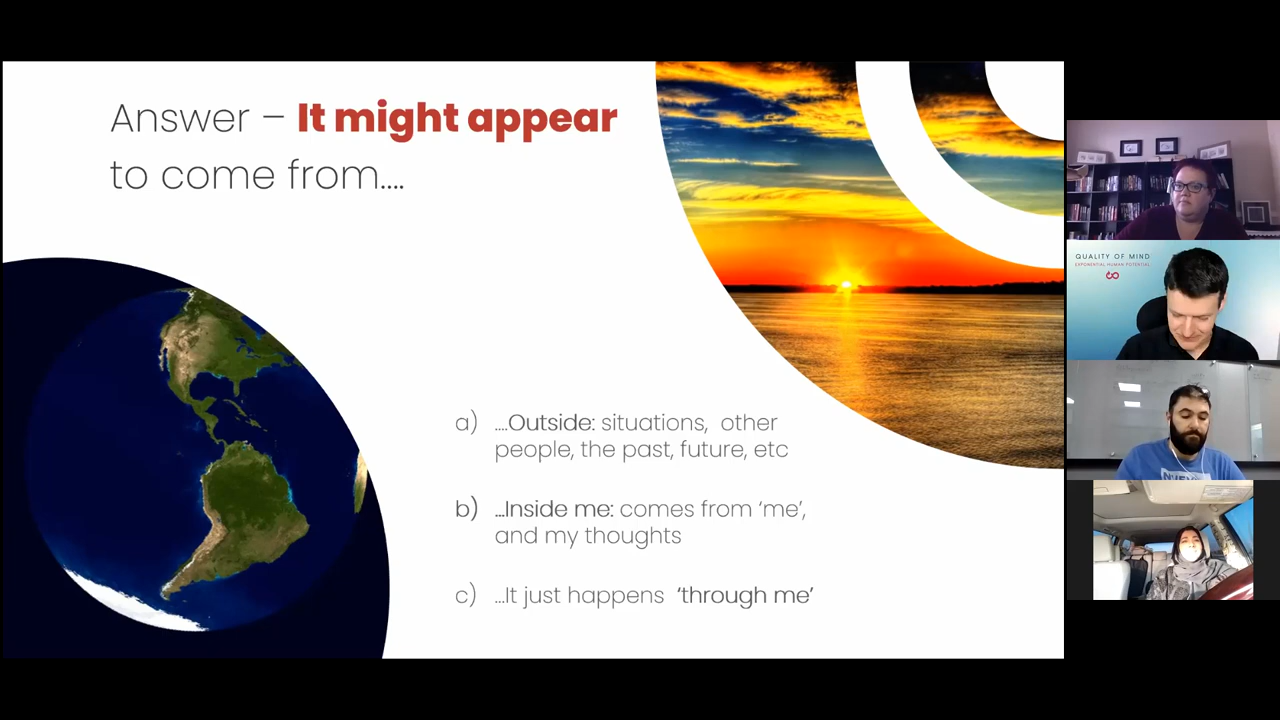 Answer – It might appear
to come from....
a) ....Outside: situations, other
people, the past, future, etc
b) ...Inside me: comes from ‘me’,
and my thoughts
c) ...It just happens ‘through me’
QUALITY OF MIND
EXPONENTIAL HUMAN POTENTIAL